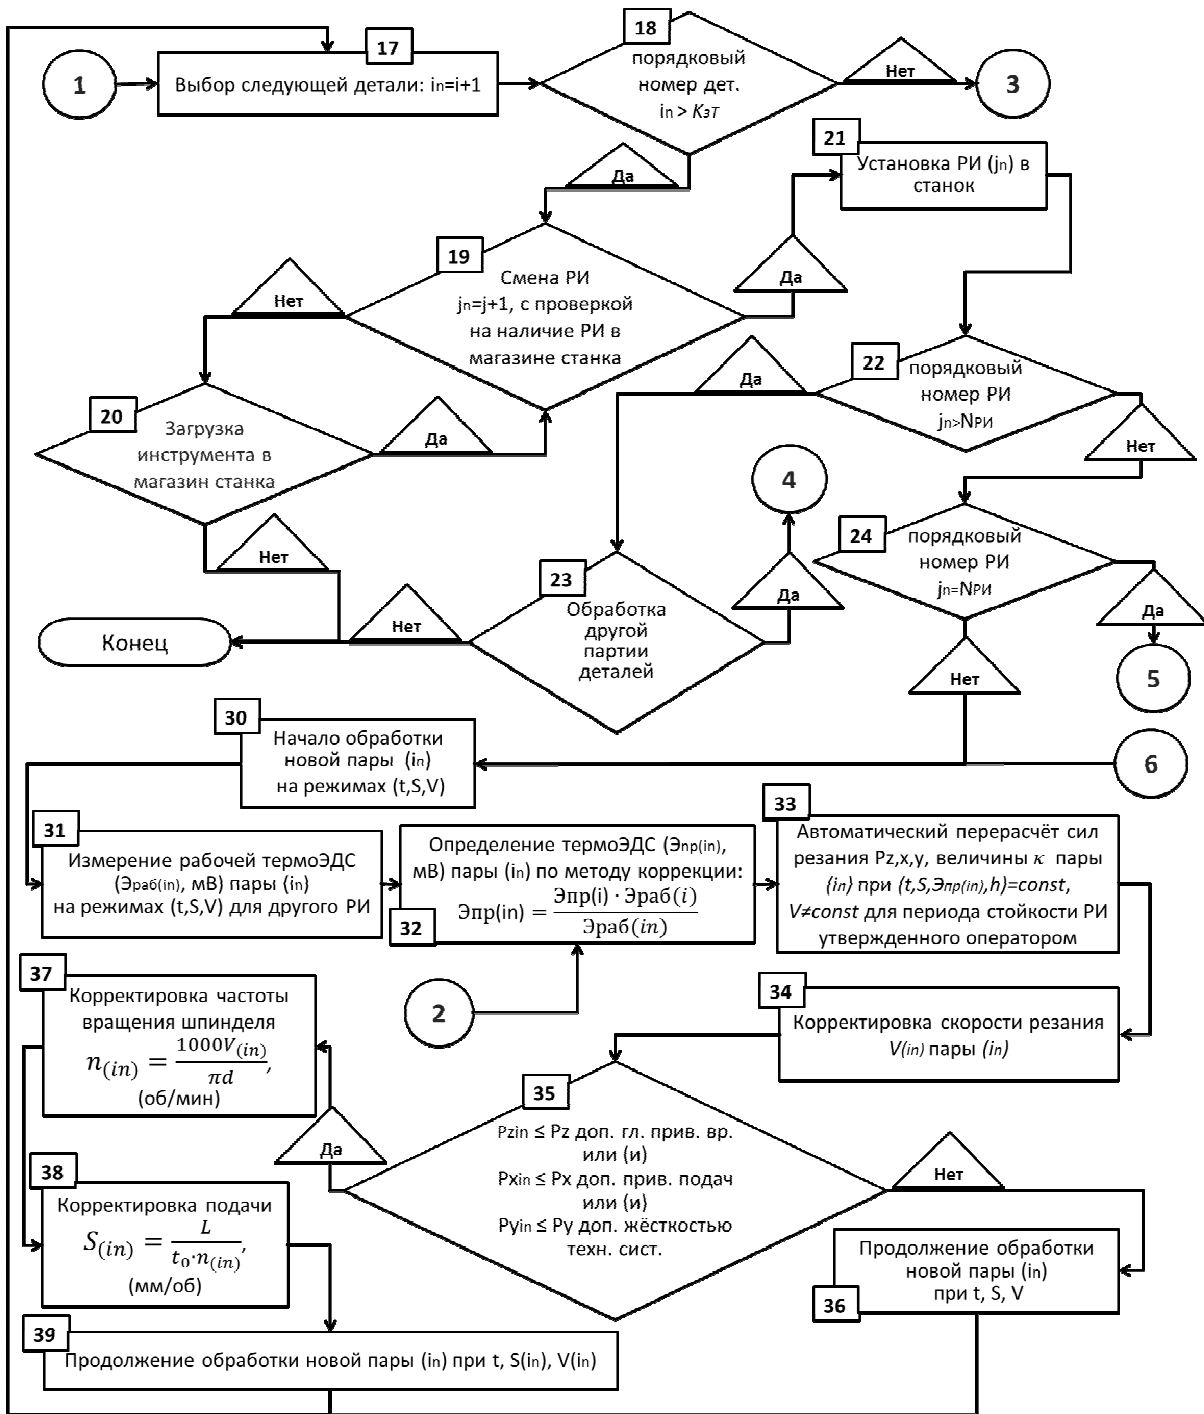 1
17
Выбор следующей детали: in=i+1
18
порядковый
номер дет.
in > KзТ
Нет
3
Да
21
Установка РИ (jn) в
станок
19
Смена РИ
jn=j+1, с проверкой
на наличие РИ в
магазине станка
Нет
Да
20
Загрузка
инструмента в
магазин станка
Да
Нет
22
порядковый
номер РИ
jn>NРИ
Да
Нет
4
24
порядковый
номер РИ
jn=NРИ
Да
5
Нет
23
Обработка
другой
партии
деталей
Да
Нет
Конец
6
30
Начало обработки
новой пары (in)
на режимах (t,S,V)
31
Измерение рабочей термоЭДС
(Эраб(in), мВ) пары (in)
на режимах (t,S,V) для другого РИ
32
Определение термоЭДС (Эпр(in),
мВ) пары (in) по методу коррекции:
Эпр(in) = Эпр(i) · Эраб(i) / Эраб(in)
2
33
Автоматический перерасчёт сил
резания Pz,x,y, величины κ пары
(in) при (t,S,Эпр(in),h)=const,
V≠const для периода стойкости РИ
утвержденного оператором
34
Корректировка скорости резания
V(in) пары (in)
35
Pzin ≤ Pz доп. гл. прив. вр.
или (и)
Pxin ≤ Px доп. прив. подач
или (и)
Pyin ≤ Py доп. жёсткостью
техн. сист.
Да
Нет
37
Корректировка частоты
вращения шпинделя
n(in) = 1000V(in) / πd,
(об/мин)
38
Корректировка подачи
S(in) = L / t0·n(in),
(мм/об)
36
Продолжение обработки
новой пары (in)
при t, S, V
39
Продолжение обработки новой пары (in) при t, S(in), V(in)